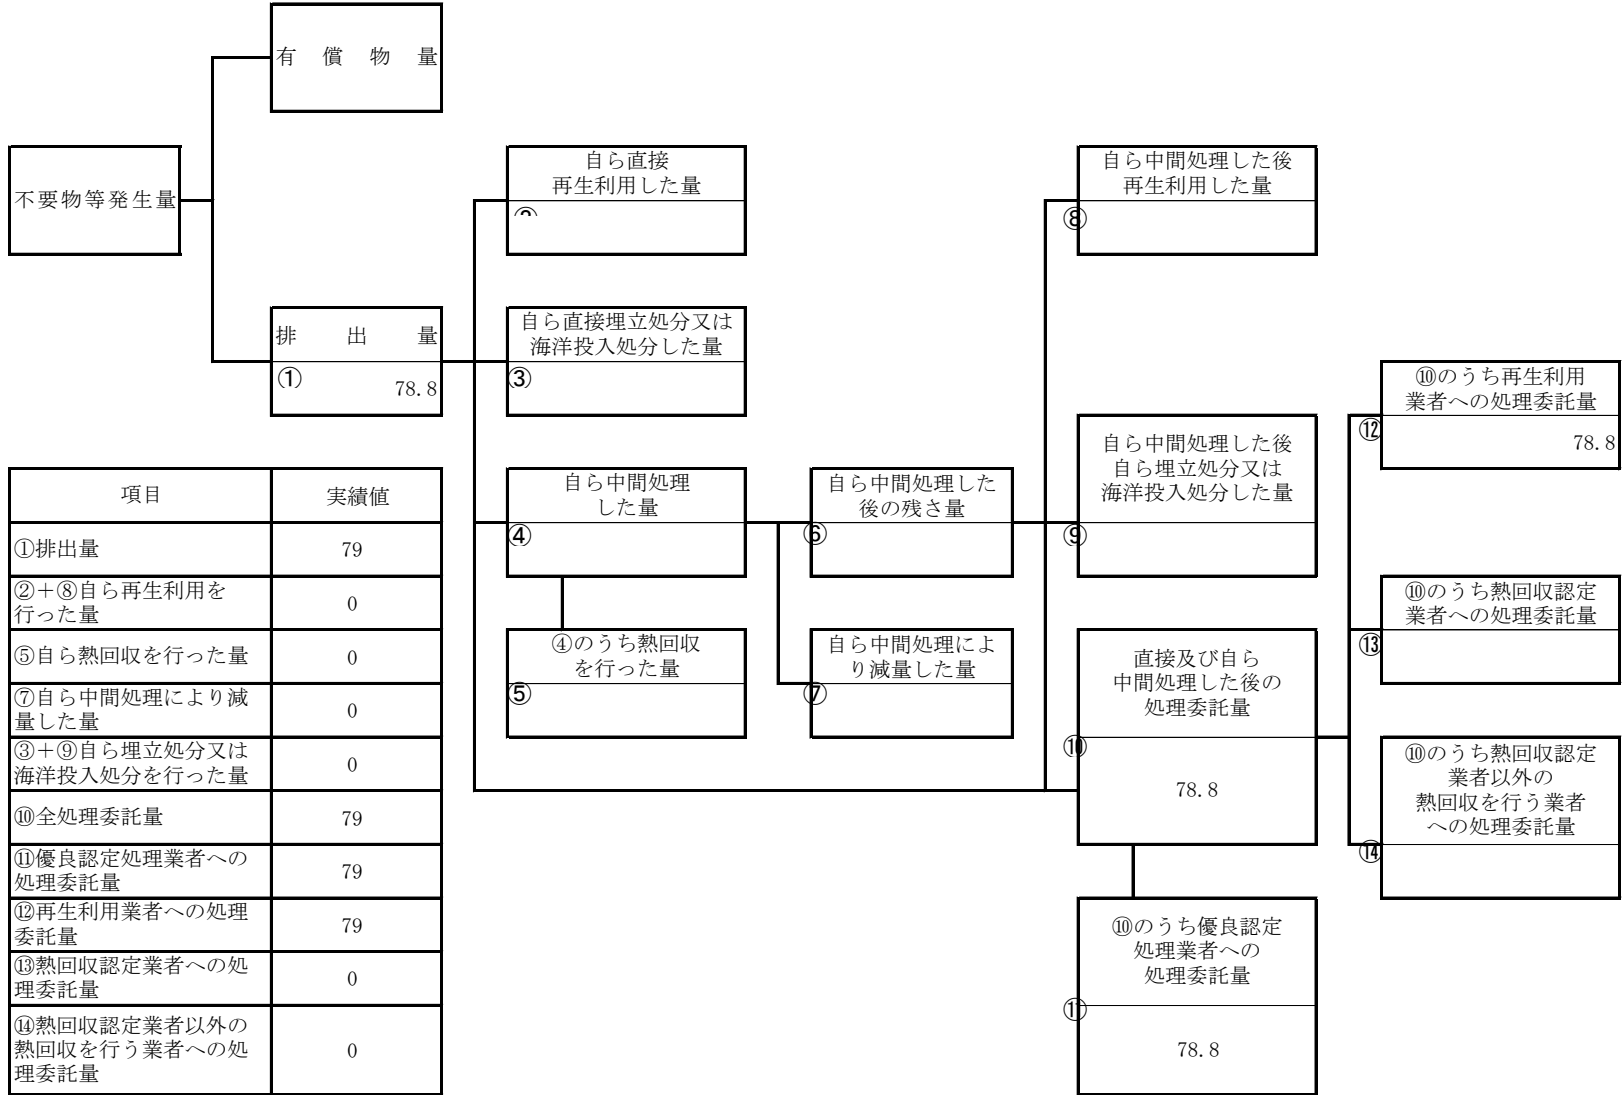 有償物量
不要物等発生量
排出量
①
78.8
自ら直接
再生利用した量
自ら直接埋立処分又は
海洋投入処分した量
③
自ら中間処理
した量
④
④のうち熱回収
を行った量
⑤
自ら中間処理した
後の残さ量
⑥
自ら中間処理によ
り減量した量
⑦
自ら中間処理した後
再生利用した量
⑧
自ら中間処理した後
自ら埋立処分又は
海洋投入処分した量
⑨
直接及び自ら
中間処理した後の
処理委託量
⑩
78.8
⑩のうち優良認定
処理業者への
処理委託量
⑪
78.8
⑩のうち再生利用
業者への処理委託量
⑫
78.8
⑩のうち熱回収認定
業者への処理委託量
⑬
⑩のうち熱回収認定
業者以外の
熱回収を行う業者
への処理委託量
⑭
項目 実績値
①排出量 79
②+⑧自ら再生利用を
行った量 0
⑤自ら熱回収を行った量 0
⑦自ら中間処理により減
量した量 0
③+⑨自ら埋立処分又は
海洋投入処分を行った量 0
⑩全処理委託量 79
⑪優良認定処理業者への
処理委託量 79
⑫再生利用業者への処理
委託量 79
⑬熱回収認定業者への処
理委託量 0
⑭熱回収認定業者以外の
熱回収を行う業者への処
理委託量 0